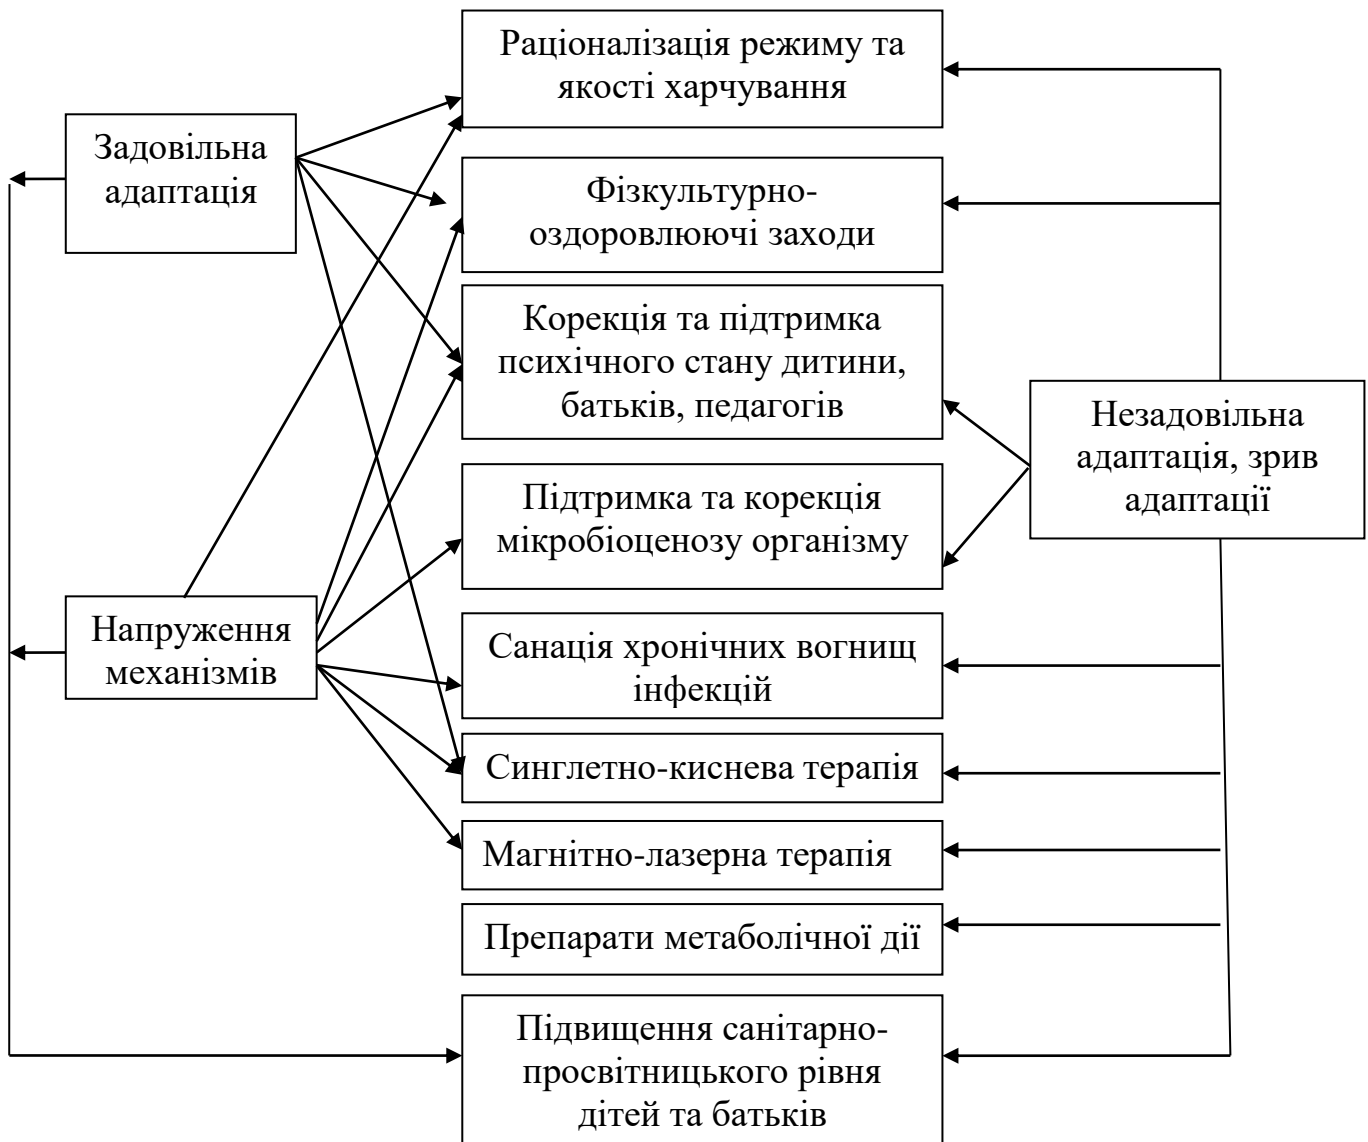 Раціоналізація режиму та
якості харчування
Задовільна
адаптація
Фізкультурно-
оздоровлюючі заходи
Корекція та підтримка
психічного стану дитини,
батьків, педагогів
Незадовільна
адаптація, зрив
адаптації
Підтримка та корекція
мікробіоценозу організму
Напруження
механізмів
Санація хронічних вогнищ
інфекцій
Синглетно-киснева терапія
Магнітно-лазерна терапія
Препарати метаболічної дії
Підвищення санітарно-
просвітницького рівня
дітей та батьків